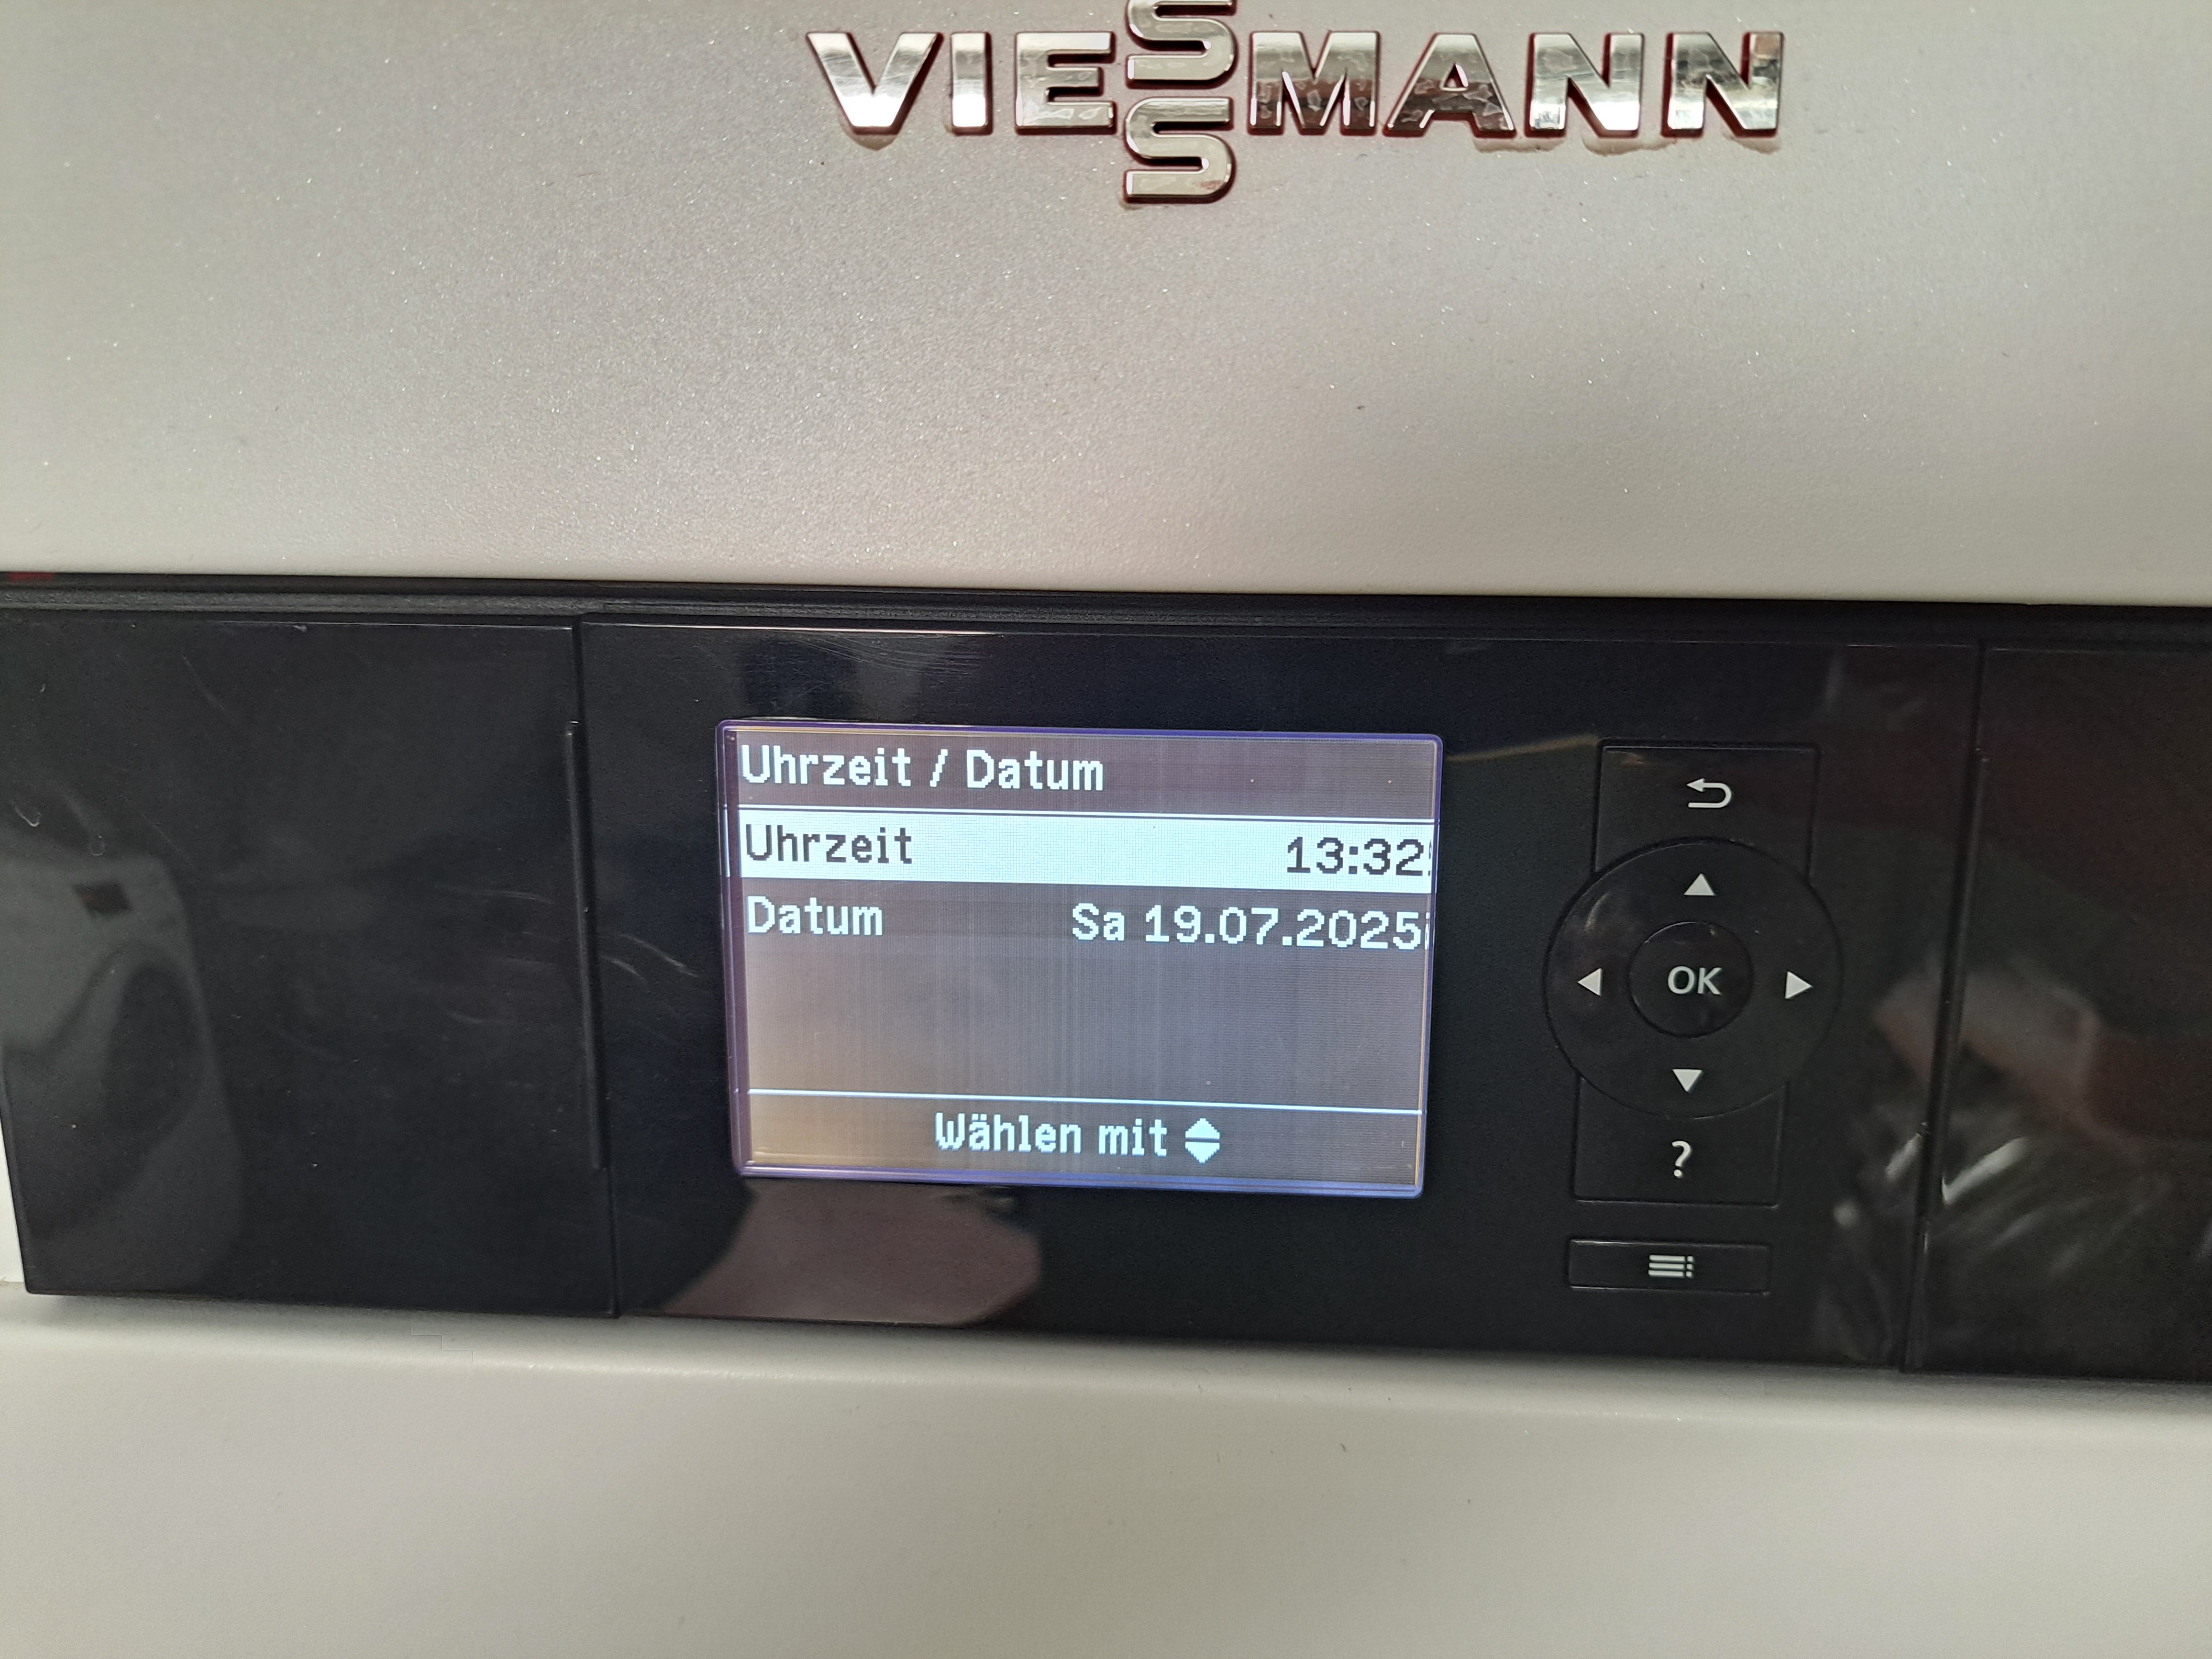 VIESSMANN
Uhrzeit / Datum
Uhrzeit 13:32
Datum Sa 19.07.2025
Wählen mit
OK
?